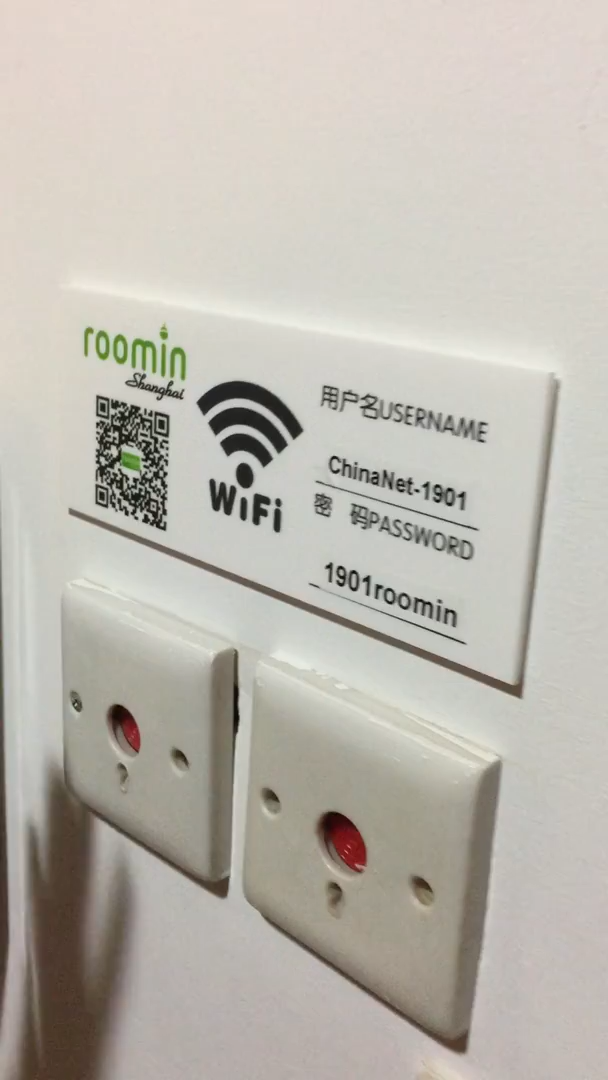 roomin
Shanghai
WiFi
用户名USERNAME
ChinaNet-1901
密 码PASSWORD
1901roomin